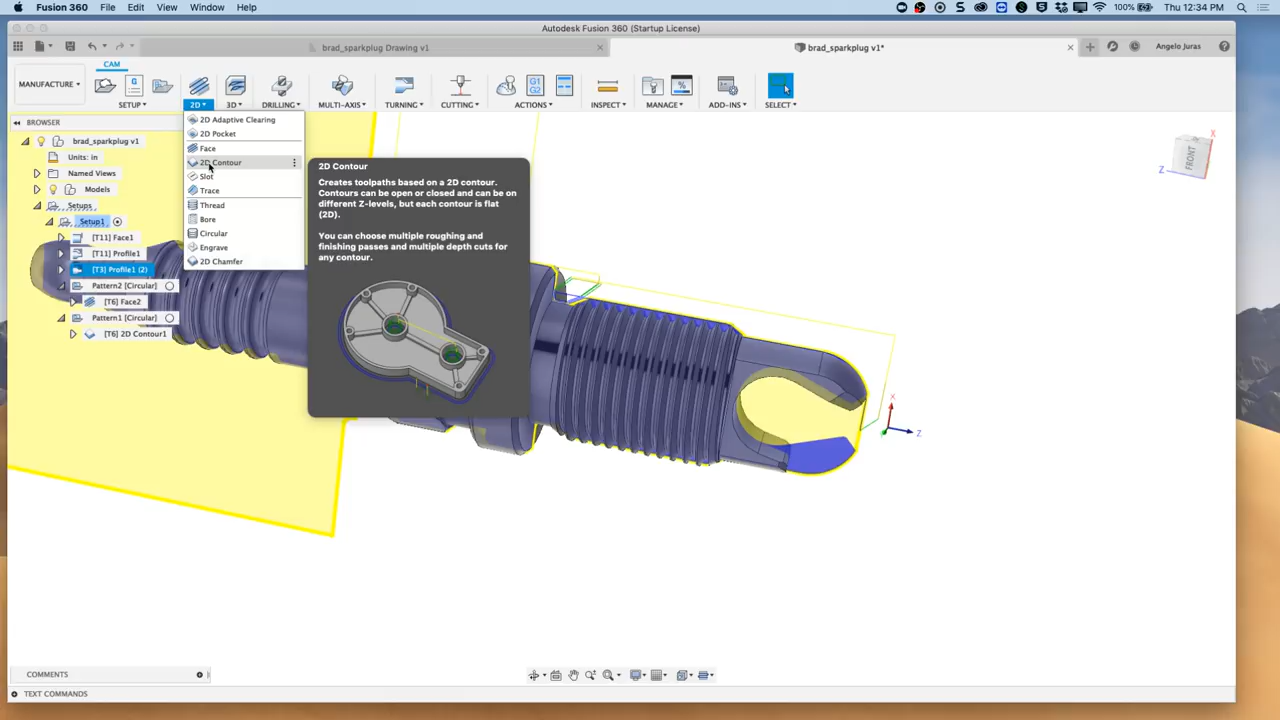 Fusion 360 File Edit View Window Help
100% Thu 12:34 PM
Autodesk Fusion 360 (Startup License)
brad_sparkplug Drawing v1
brad_sparkplug v1*
Angelo Juras
CAM
MANUFACTURE
SETUP 2D 3D DRILLING MULTI-AXIS TURNING CUTTING ACTIONS INSPECT MANAGE ADD-INS SELECT
G
G1
G2
BROWSER
brad_sparkplug v1
Units: in
Named Views
Models
Setups
Setup1
[T11] Face1
[T11] Profile1
[T3] Profile1 (2)
Pattern2 [Circular]
[T6] Face2
Pattern1 [Circular]
[T6] 2D Contour1
2D Adaptive Clearing
2D Pocket
Face
2D Contour
Slot
Trace
Thread
Bore
Circular
Engrave
2D Chamfer
2D Contour
Creates toolpaths based on a 2D contour.
Contours can be open or closed and can be on
different Z-levels, but each contour is flat
(2D).
You can choose multiple roughing and
finishing passes and multiple depth cuts for
any contour.
FRONT
X
Z
X
Z
COMMENTS
TEXT COMMANDS